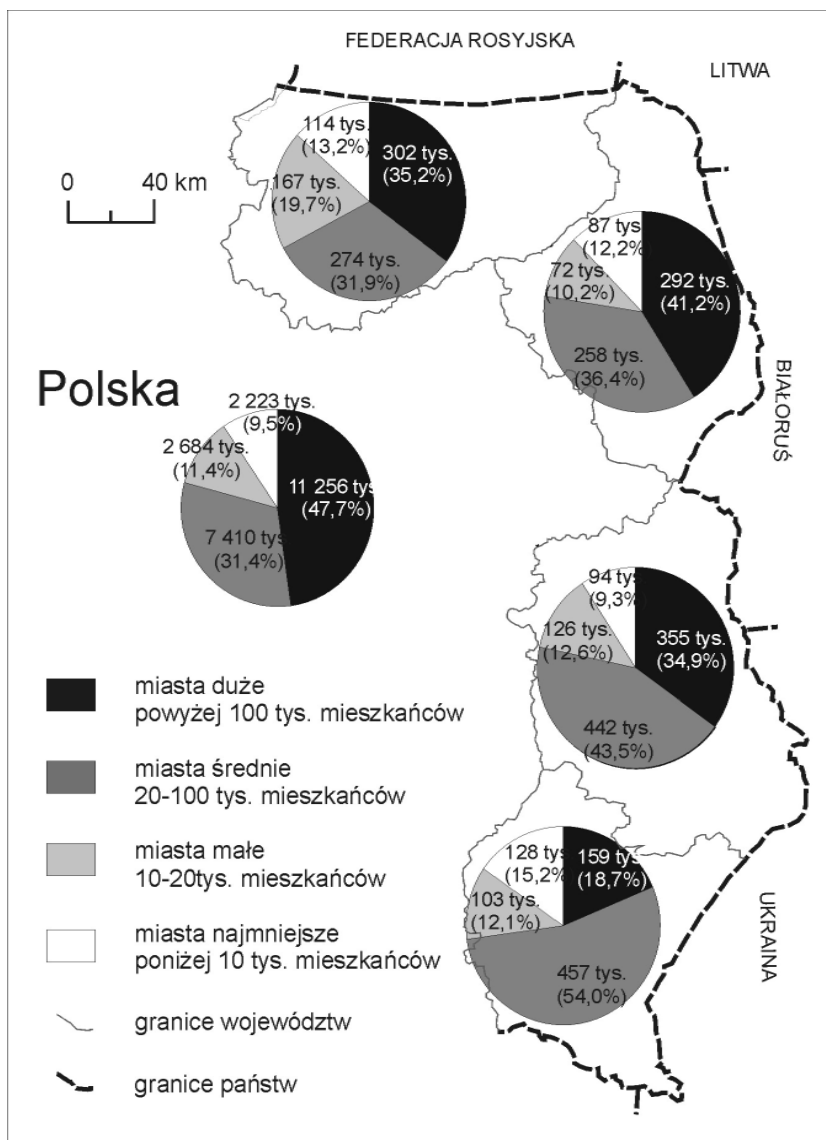 FEDERACJA ROSYJSKA
LITWA
0 40 km
114 tys.
(13,2%)
302 tys.
(35,2%)
167 tys.
(19,7%)
274 tys.
(31,9%)
87 tys.
(12,2%)
72 tys.
(10,2%)
292 tys.
(41,2%)
258 tys.
(36,4%)
BIAŁORUŚ
Polska
2 223 tys.
(9,5%)
2 684 tys.
(11,4%)
11 256 tys
(47,7%)
7 410 tys.
(31,4%)
94 tys.
(9,3%)
126 tys.
(12,6%)
355 tys.
(34,9%)
442 tys.
(43,5%)
128 tys.
(15,2%)
159 tys.
(18,7%)
103 tys.
(12,1%)
457 tys.
(54,0%)
UKRAINA
miasta duże
powyżej 100 tys. mieszkańców
miasta średnie
20-100 tys. mieszkańców
miasta małe
10-20tys. mieszkańców
miasta najmniejsze
poniżej 10 tys. mieszkańców
granice województw
granice państw